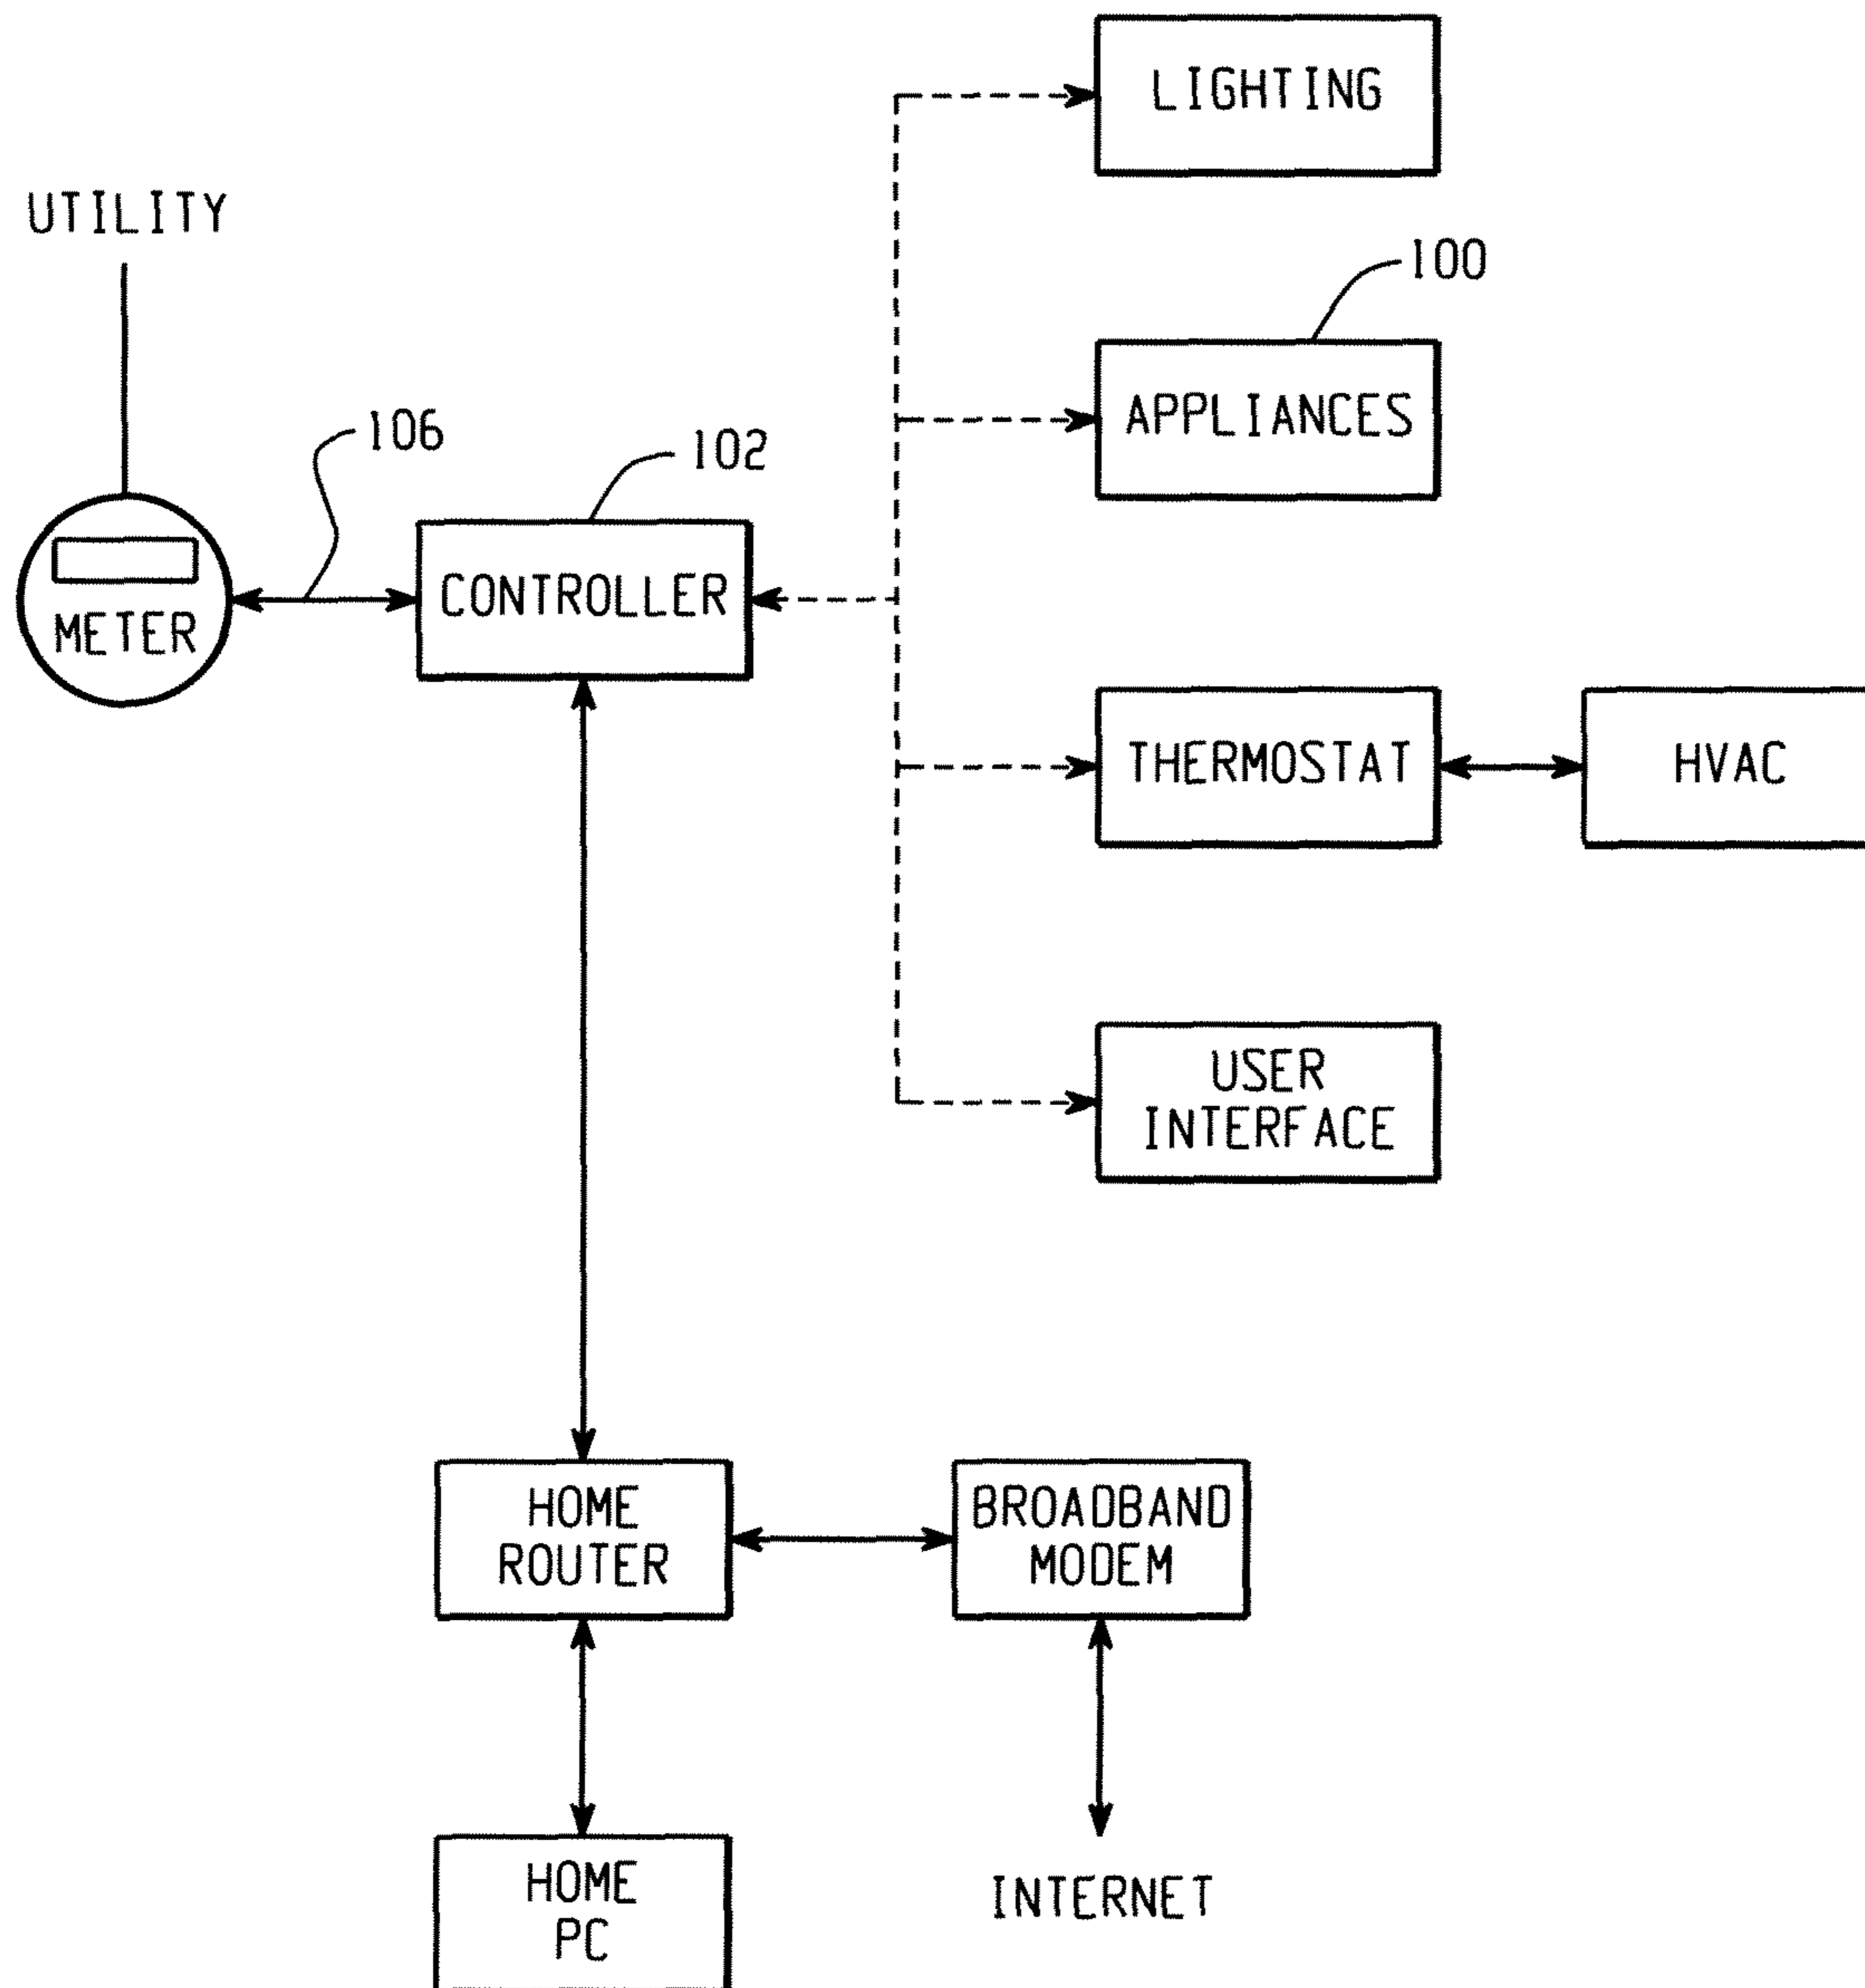 LIGHTING
UTILITY
100
APPLIANCES
106
102
CONTROLLER
METER
THERMOSTAT
HVAC
USER
INTERFACE
HOME
ROUTER
BROADBAND
MODEM
HOME
PC
INTERNET